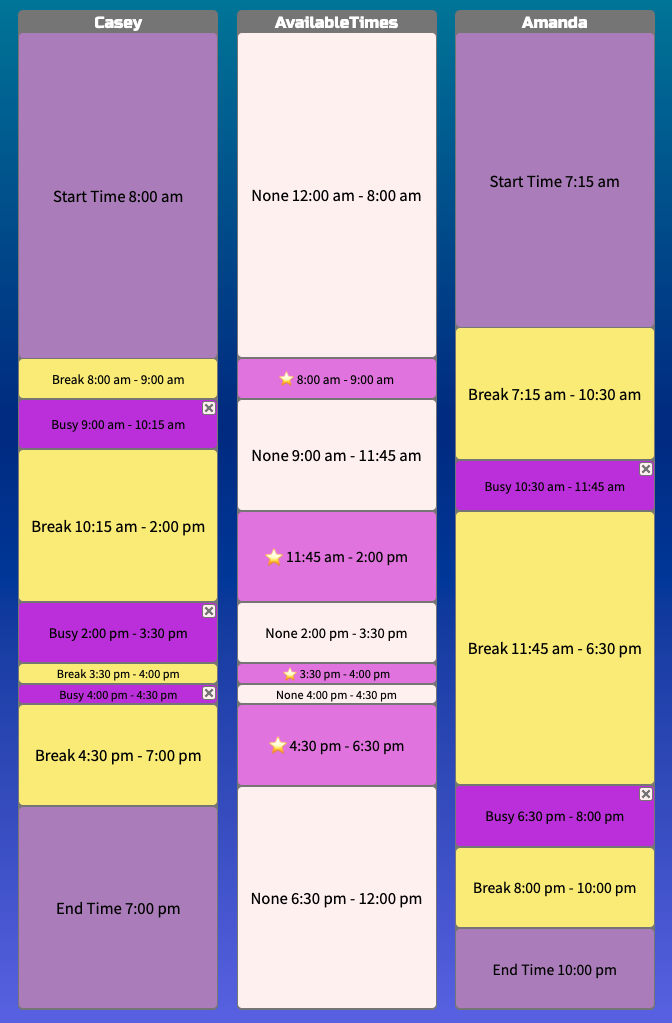 Casey
Start Time 8:00 am
Break 8:00 am - 9:00 am
Busy 9:00 am - 10:15 am
Break 10:15 am - 2:00 pm
Busy 2:00 pm - 3:30 pm
Break 3:30 pm - 4:00 pm
Busy 4:00 pm - 4:30 pm
Break 4:30 pm - 7:00 pm
End Time 7:00 pm
AvailableTimes
None 12:00 am - 8:00 am
⭐ 8:00 am - 9:00 am
None 9:00 am - 11:45 am
⭐ 11:45 am - 2:00 pm
None 2:00 pm - 3:30 pm
⭐ 3:30 pm - 4:00 pm
None 4:00 pm - 4:30 pm
⭐ 4:30 pm - 6:30 pm
None 6:30 pm - 12:00 pm
Amanda
Start Time 7:15 am
Break 7:15 am - 10:30 am
Busy 10:30 am - 11:45 am
Break 11:45 am - 6:30 pm
Busy 6:30 pm - 8:00 pm
Break 8:00 pm - 10:00 pm
End Time 10:00 pm